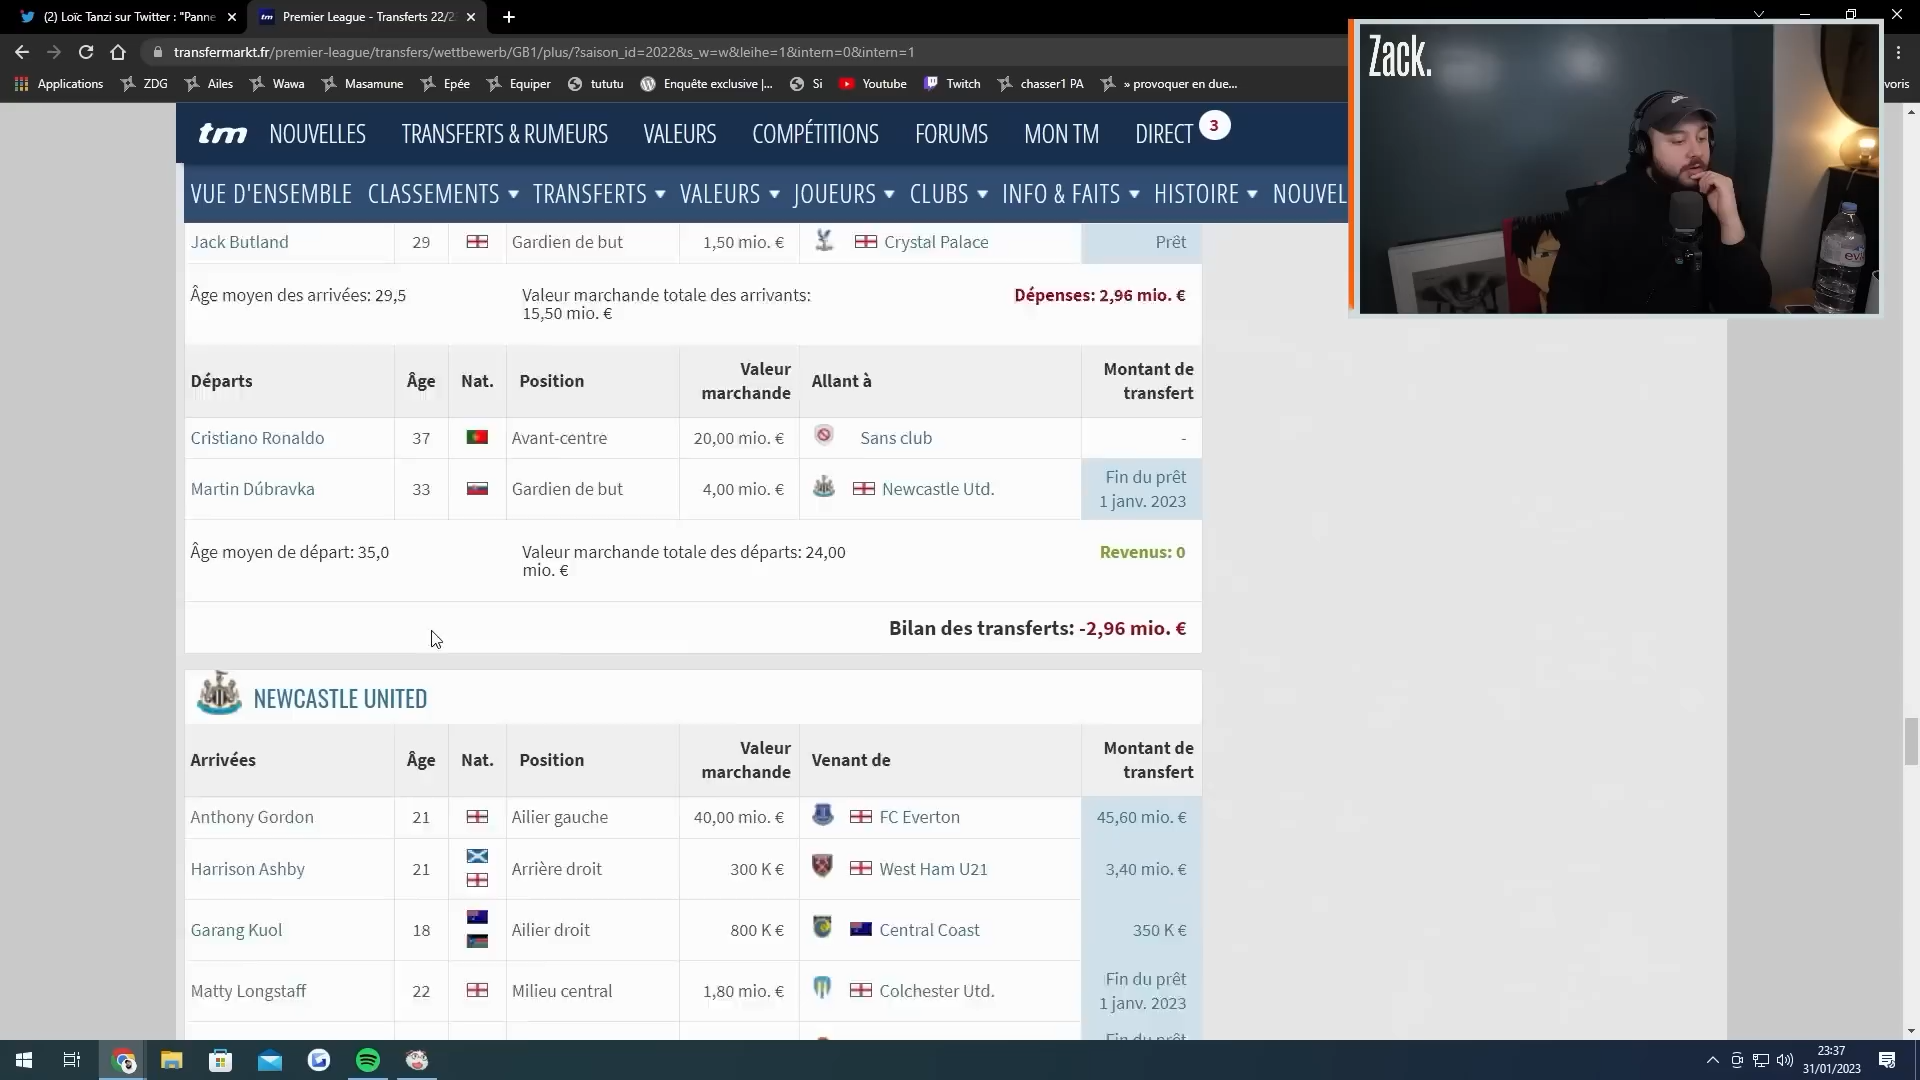 (2) Loïc Tanzi sur Twitter : "Panne
Premier League - Transferts 22/2
transfermarkt.fr/premier-league/transfers/wettbewerb/GB1/plus/?saison_id=2022&s_w=w&leihe=1&intern=0&intern=1
Applications ZDG Ailes Wawa Masamune Epée Equiper tututu Enquête exclusive |... Si Youtube Twitch chasser1 PA » provoquer en due...
voris
Zack.
tm NOUVELLES TRANSFERTS & RUMEURS VALEURS COMPÉTITIONS FORUMS MON TM DIRECT 3
VUE D'ENSEMBLE CLASSEMENTS TRANSFERTS VALEURS JOUEURS CLUBS INFO & FAITS HISTOIRE NOUVEL
Jack Butland 29 Gardien de but 1,50 mio. € Crystal Palace Prêt
Âge moyen des arrivées: 29,5 Valeur marchande totale des arrivants: Dépenses: 2,96 mio. €
15,50 mio. €
Départs Âge Nat. Position Valeur marchande Allant à Montant de transfert
Cristiano Ronaldo 37 Avant-centre 20,00 mio. € Sans club -
Martin Dúbravka 33 Gardien de but 4,00 mio. € Newcastle Utd. Fin du prêt 1 janv. 2023
Âge moyen de départ: 35,0 Valeur marchande totale des départs: 24,00 Revenus: 0
mio. €
Bilan des transferts: -2,96 mio. €
NEWCASTLE UNITED
Arrivées Âge Nat. Position Valeur marchande Venant de Montant de transfert
Anthony Gordon 21 Ailier gauche 40,00 mio. € FC Everton 45,60 mio. €
Harrison Ashby 21 Arrière droit 300 K € West Ham U21 3,40 mio. €
Garang Kuol 18 Ailier droit 800 K € Central Coast 350 K €
Matty Longstaff 22 Milieu central 1,80 mio. € Colchester Utd. Fin du prêt 1 janv. 2023
Fin du prêt
23:37
31/01/2023